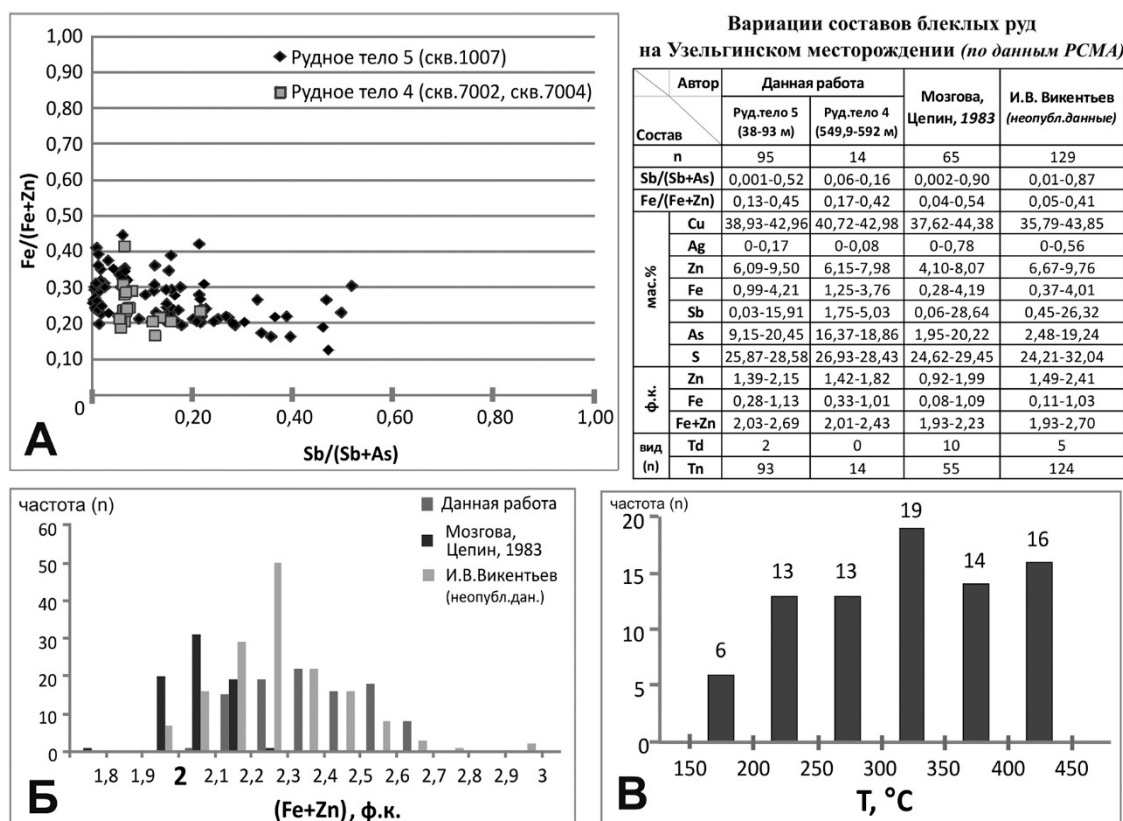 1,00
0,90
0,80
0,70
0,60
0,50
0,40
0,30
0,20
0,10
0
Fe/(Fe+Zn)
Рудное тело 5 (скв.1007)
Рудное тело 4 (скв.7002, скв.7004)
0 0,20 0,40 0,60 0,80 1,00
Sb/(Sb+As)
А
Вариации составов блеклых руд
на Узельгинском месторождении (по данным РСМА)
Автор Данная работа Мозгова, Цепин, 1983 И.В. Викентьев (неопубл.данные)
Состав Руд.тело 5 (38-93 м) Руд.тело 4 (549,9-592 м)
n 95 14 65 129
Sb/(Sb+As) 0,001-0,52 0,06-0,16 0,002-0,90 0,01-0,87
Fe/(Fe+Zn) 0,13-0,45 0,17-0,42 0,04-0,54 0,05-0,41
мас.%
Cu 38,93-42,96 40,72-42,98 37,62-44,38 35,79-43,85
Ag 0-0,17 0-0,08 0-0,78 0-0,56
Zn 6,09-9,50 6,15-7,98 4,10-8,07 6,67-9,76
Fe 0,99-4,21 1,25-3,76 0,28-4,19 0,37-4,01
Sb 0,03-15,91 1,75-5,03 0,06-28,64 0,45-26,32
As 9,15-20,45 16,37-18,86 1,95-20,22 2,48-19,24
S 25,87-28,58 26,93-28,43 24,62-29,45 24,21-32,04
ф.к.
Zn 1,39-2,15 1,42-1,82 0,92-1,99 1,49-2,41
Fe 0,28-1,13 0,33-1,01 0,08-1,09 0,11-1,03
Fe+Zn 2,03-2,69 2,01-2,43 1,93-2,23 1,93-2,70
вид (n)
Td 2 0 10 5
Tn 93 14 55 124
частота (n)
60
50
40
30
20
10
0
Данная работа
Мозгова,
Цепин, 1983
И.В.Викентьев
(неопубл.дан.)
1,8 1,9 2 2,1 2,2 2,3 2,4 2,5 2,6 2,7 2,8 2,9 3
(Fe+Zn), ф.к.
Б
частота (n)
20
15
10
5
0
6 13 13 19 14 16
150 200 250 300 350 400 450
T, °C
В